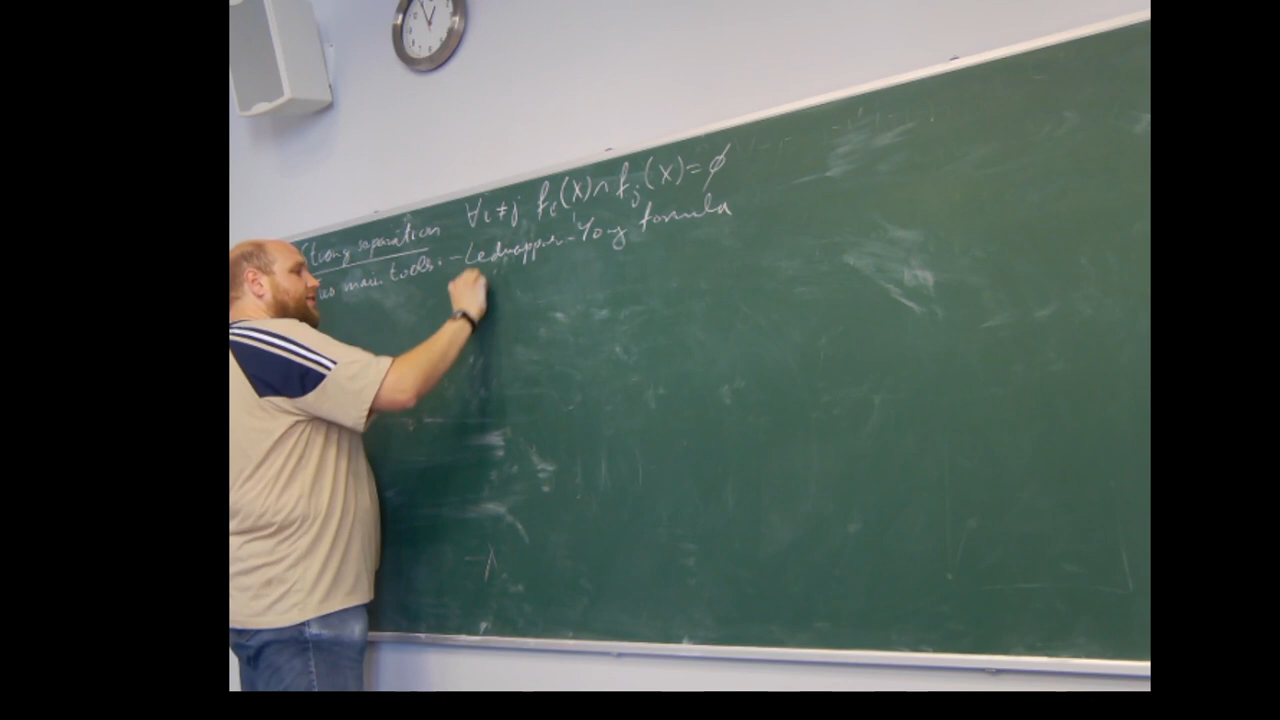 Strong separation ∀i≠j f_i(X)∩f_j(X)=∅
main tools: - Ledrappier-Young formula